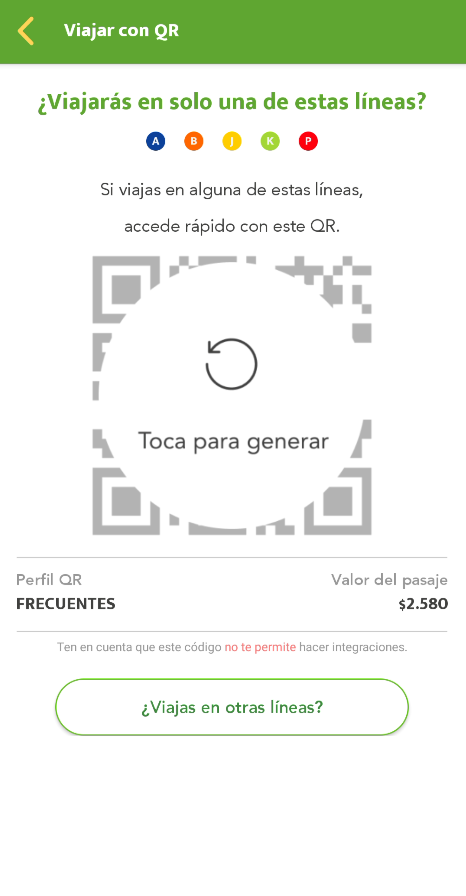 Viajar con QR
¿Viajarás en solo una de estas líneas?
A B J K P
Si viajas en alguna de estas líneas,
accede rápido con este QR.
Toca para generar
Perfil QR Valor del pasaje
FRECUENTES $2.580
Ten en cuenta que este código no te permite hacer integraciones.
¿Viajas en otras líneas?